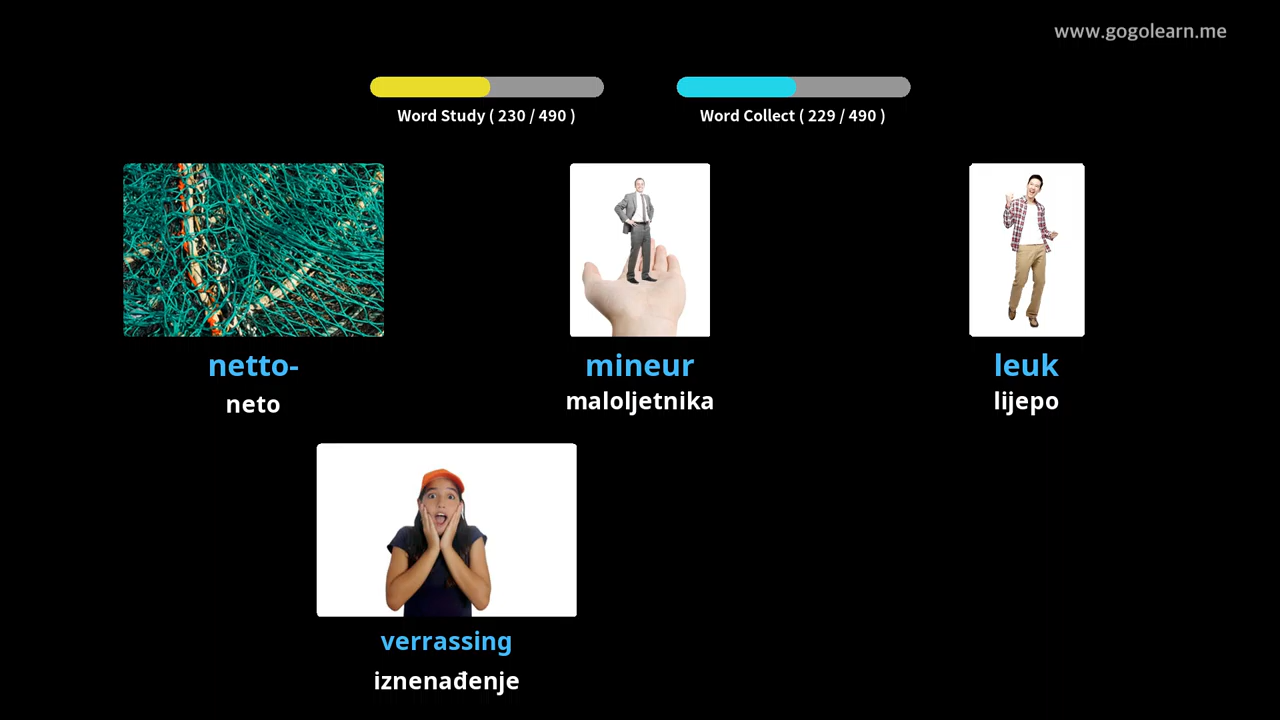 www.gogolearn.me
Word Study ( 230 / 490 )
Word Collect ( 229 / 490 )
netto-
neto
mineur
maloljetnika
leuk
lijepo
verrassing
iznenađenje